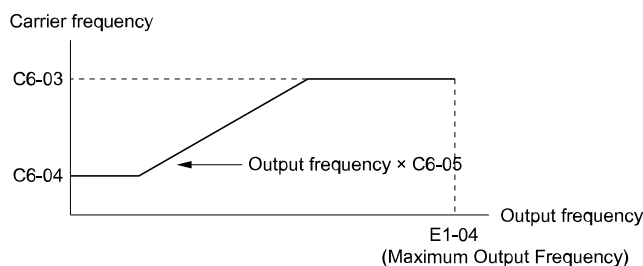 Carrier frequency
C6-03
Output frequency × C6-05
C6-04
Output frequency
E1-04
(Maximum Output Frequency)